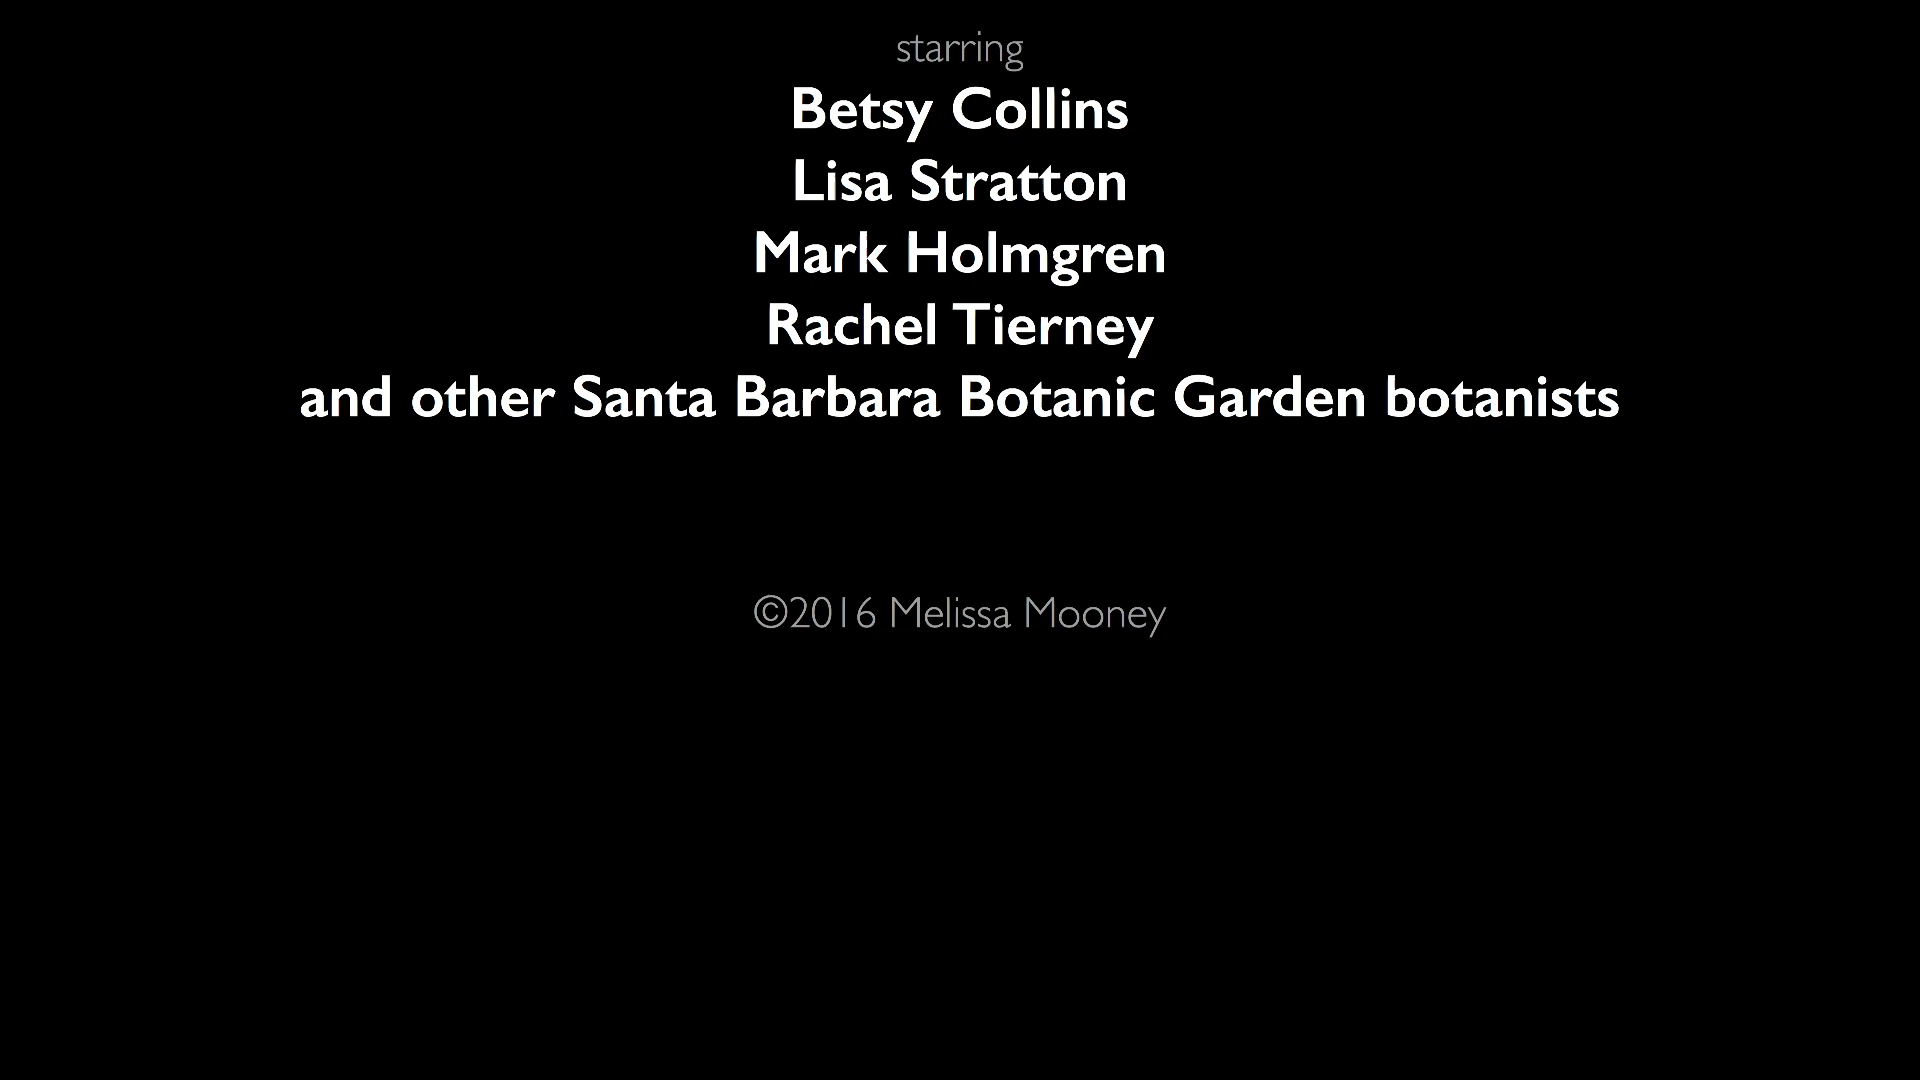 starring
Betsy Collins
Lisa Stratton
Mark Holmgren
Rachel Tierney
and other Santa Barbara Botanic Garden botanists
©2016 Melissa Mooney